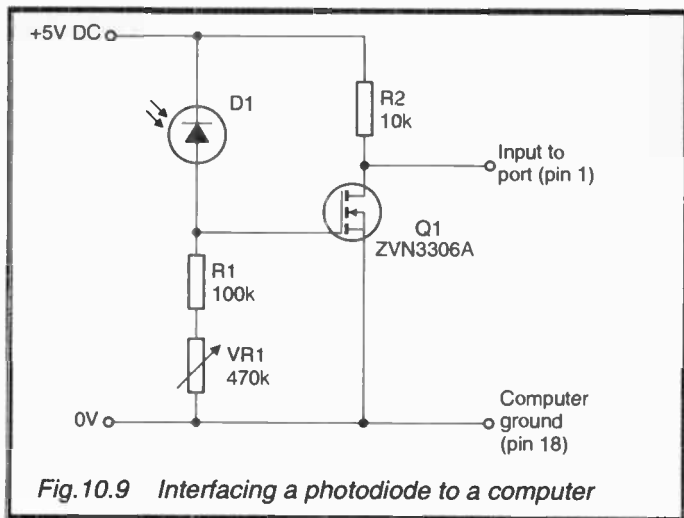 +5V DC
D1
R2
10k
Input to
port (pin 1)
Q1
ZVN3306A
R1
100k
VR1
470k
0V
Computer
ground
(pin 18)
Fig.10.9 Interfacing a photodiode to a computer